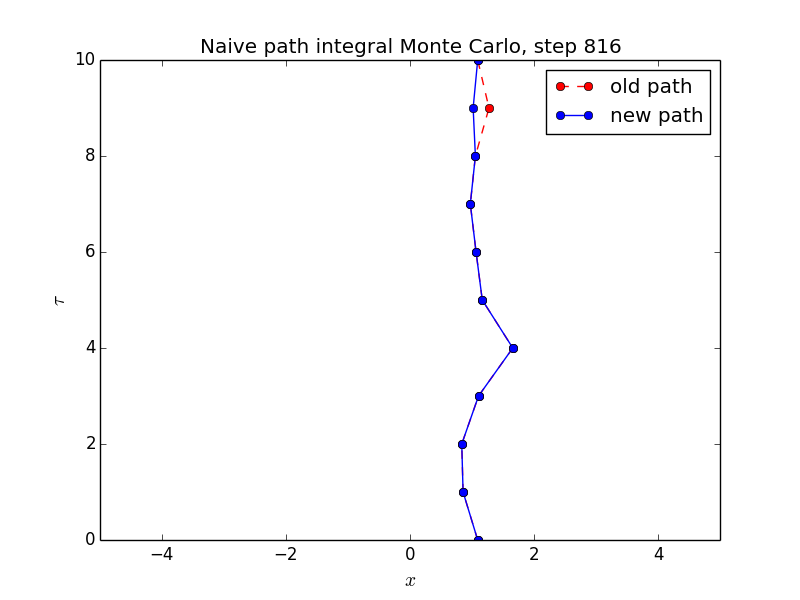 Naive path integral Monte Carlo, step 816
old path
new path
10
8
6
4
2
0
τ
−4 −2 0 2 4
x